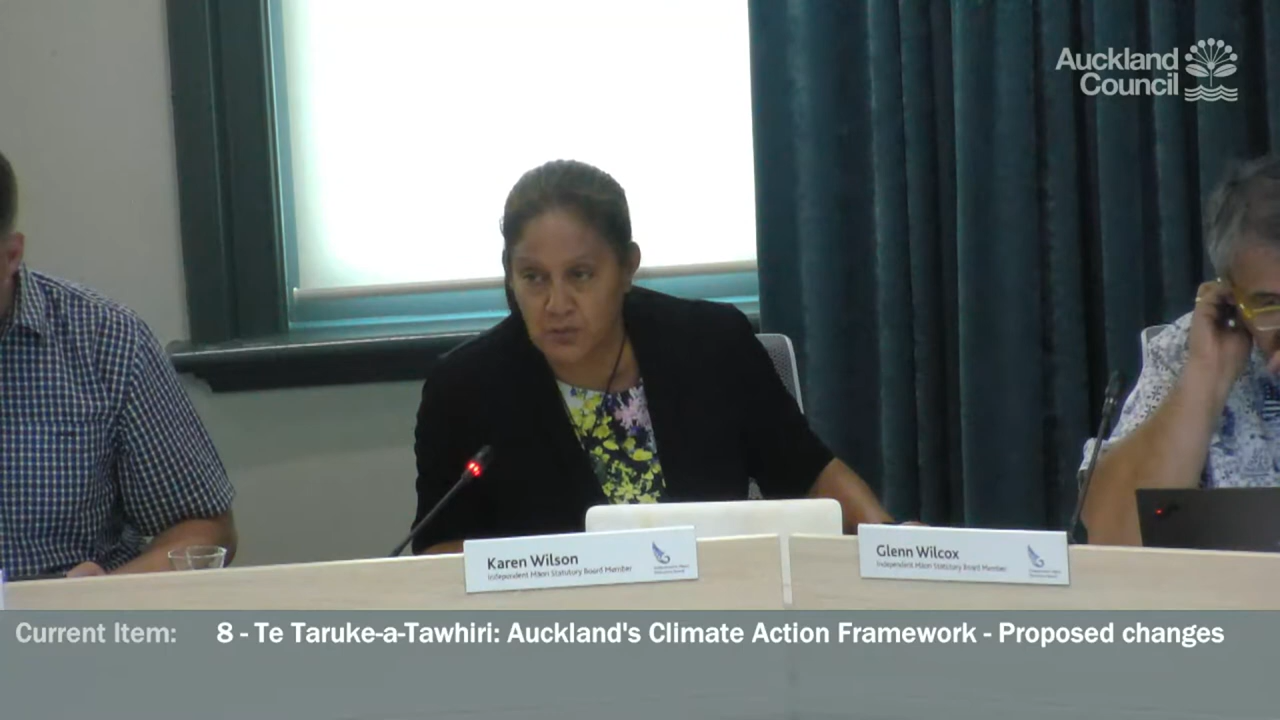 Auckland
Council
Karen Wilson
Independent Māori Statutory Board Member
Glenn Wilcox
Independent Māori Statutory Board Member
Current Item: 8 - Te Taruke-a-Tawhiri: Auckland's Climate Action Framework - Proposed changes